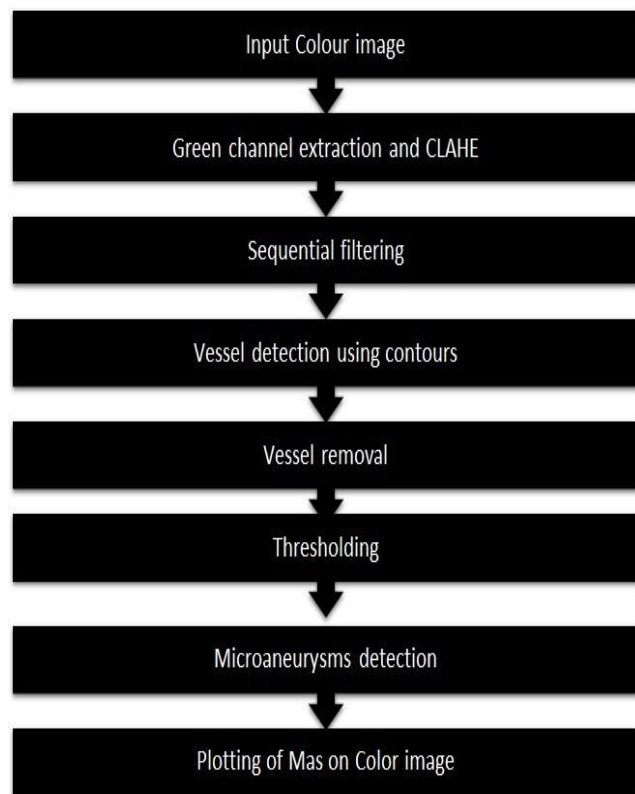 Input Colour image
Green channel extraction and CLAHE
Sequential filtering
Vessel detection using contours
Vessel removal
Thresholding
Microaneurysms detection
Plotting of Mas on Color image